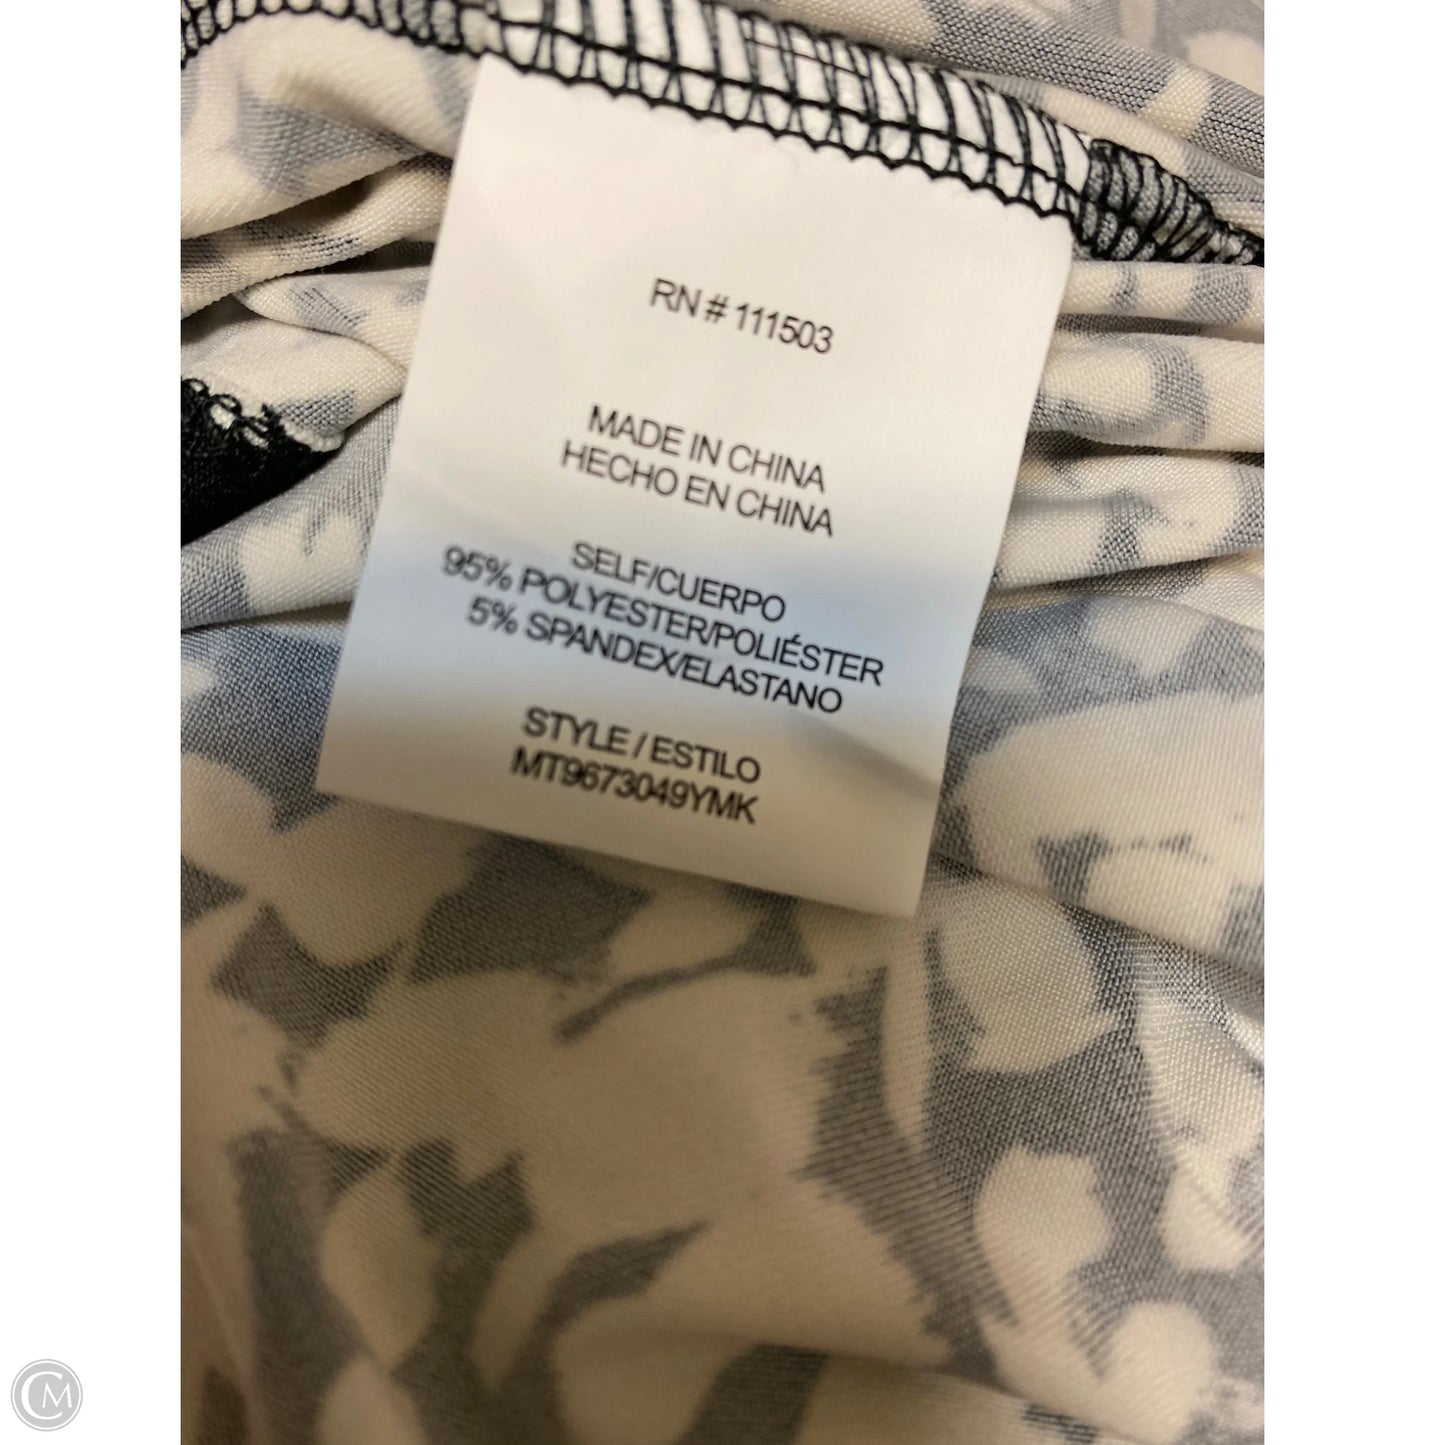 RN # 111503
MADE IN CHINA
HECHO EN CHINA
SELF/CUERPO
95% POLYESTER/POLIÉSTER
5% SPANDEX/ELASTANO
STYLE / ESTILO
MT9673049YMK
CM